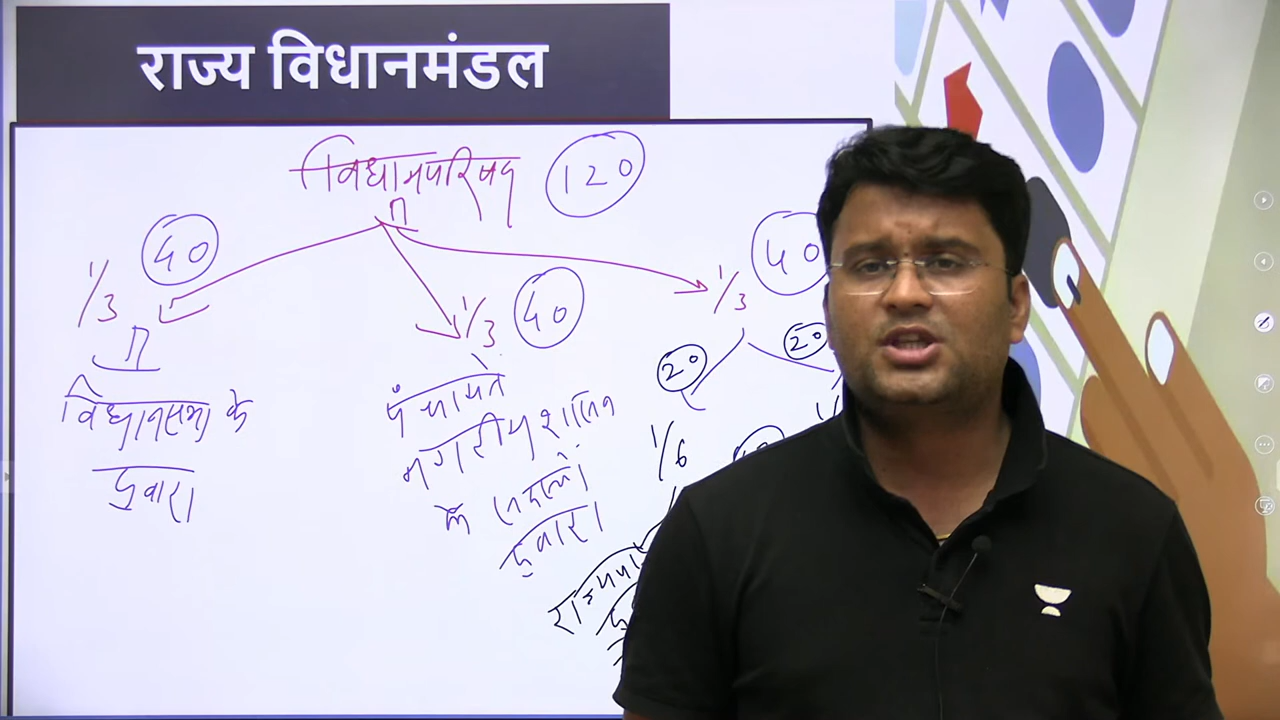 राज्य विधानमंडल
विधानपरिषद 120
1/3 40
1/3 40
1/3 40
20 20
विधानसभा के
द्वारा
पंचायते
नगरीय शासन
के सदस्यों
द्वारा
1/6